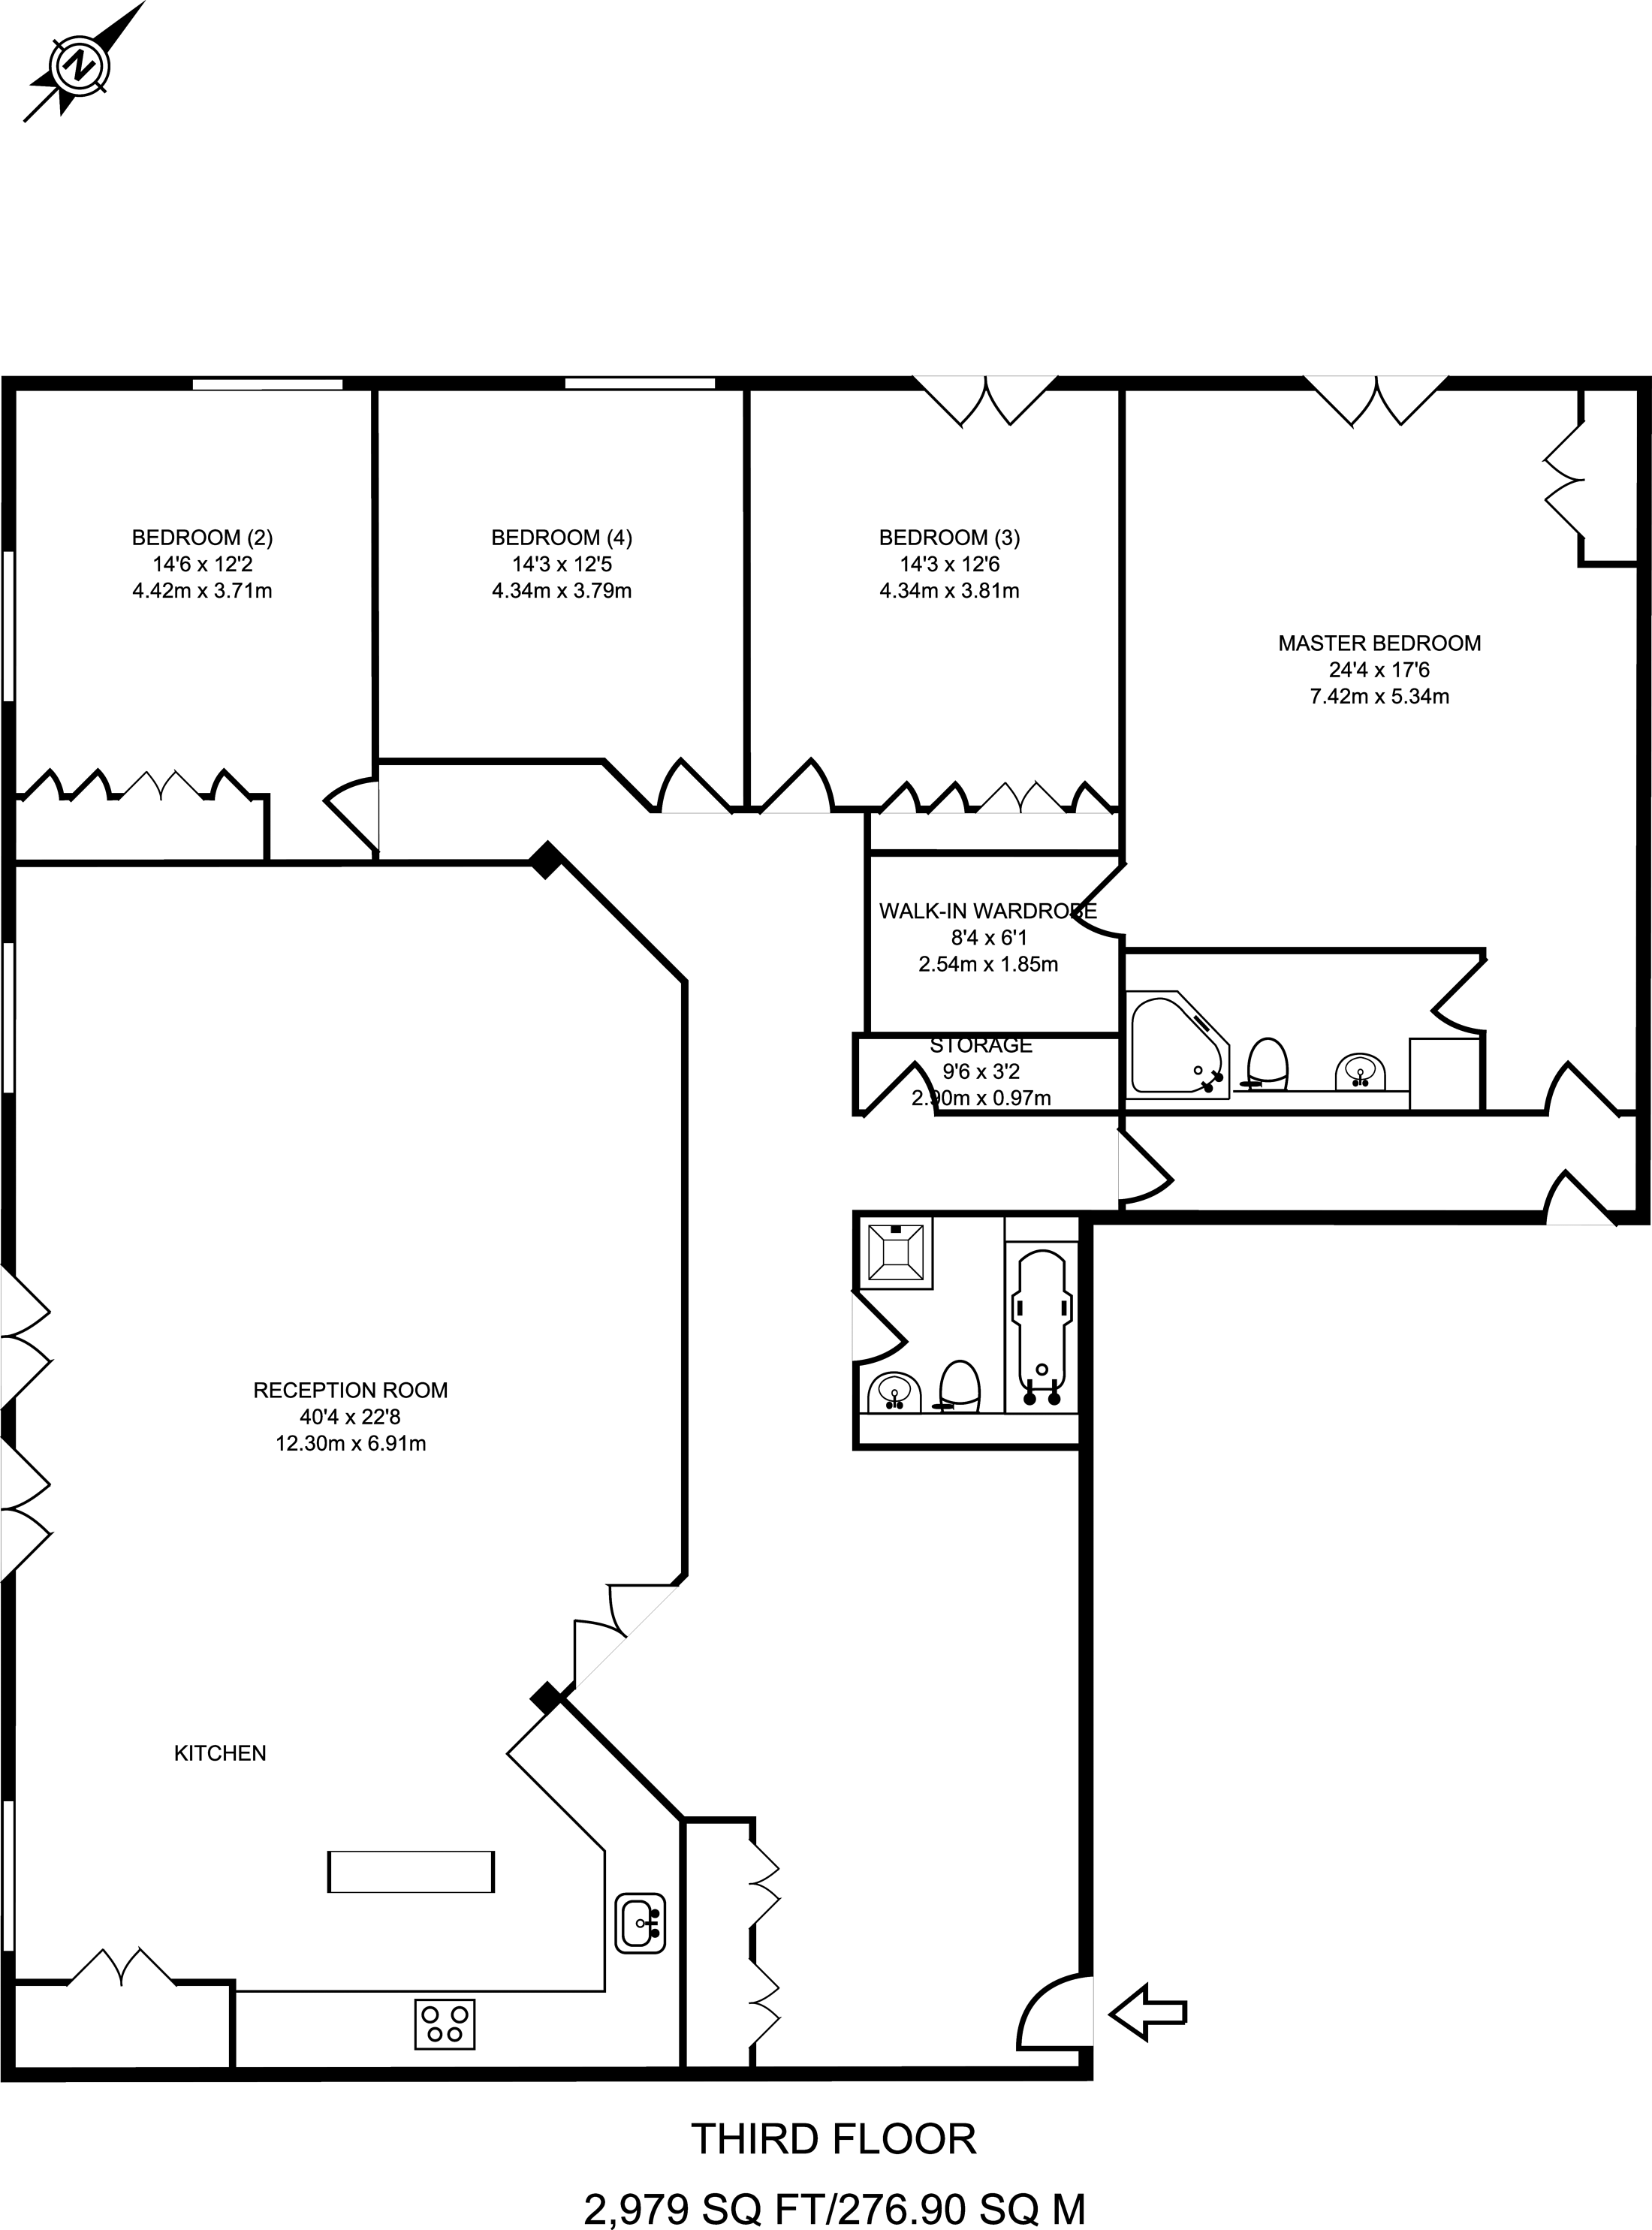 N
BEDROOM (2)
14'6 x 12'2
4.42m x 3.71m
BEDROOM (4)
14'3 x 12'5
4.34m x 3.79m
BEDROOM (3)
14'3 x 12'6
4.34m x 3.81m
MASTER BEDROOM
24'4 x 17'6
7.42m x 5.34m
WALK-IN WARDROBE
8'4 x 6'1
2.54m x 1.85m
STORAGE
9'6 x 3'2
2.90m x 0.97m
RECEPTION ROOM
40'4 x 22'8
12.30m x 6.91m
KITCHEN
THIRD FLOOR
2,979 SQ FT/276.90 SQ M